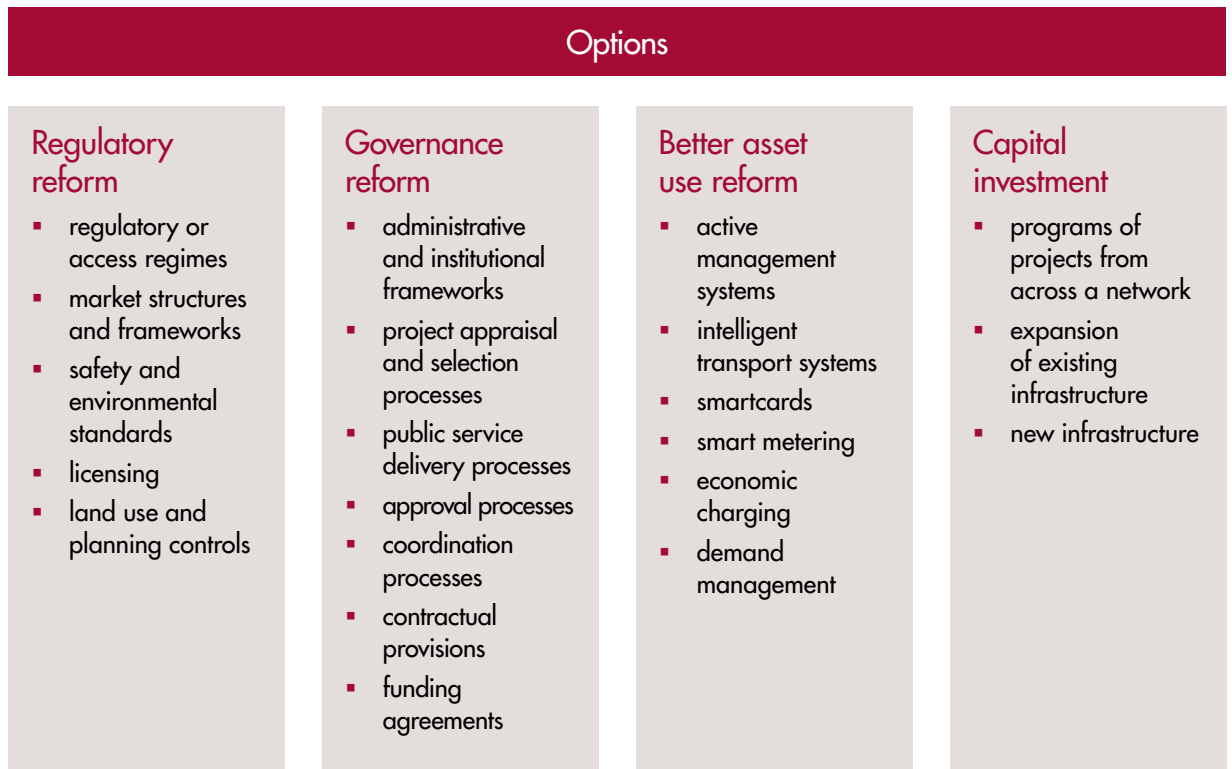 Options
Regulatory
reform
▪ regulatory or
access regimes
▪ market structures
and frameworks
▪ safety and
environmental
standards
▪ licensing
▪ land use and
planning controls
Governance
reform
▪ administrative
and institutional
frameworks
▪ project appraisal
and selection
processes
▪ public service
delivery processes
▪ approval processes
▪ coordination
processes
▪ contractual
provisions
▪ funding
agreements
Better asset
use reform
▪ active
management
systems
▪ intelligent
transport systems
▪ smartcards
▪ smart metering
▪ economic
charging
▪ demand
management
Capital
investment
▪ programs of
projects from
across a network
▪ expansion
of existing
infrastructure
▪ new infrastructure